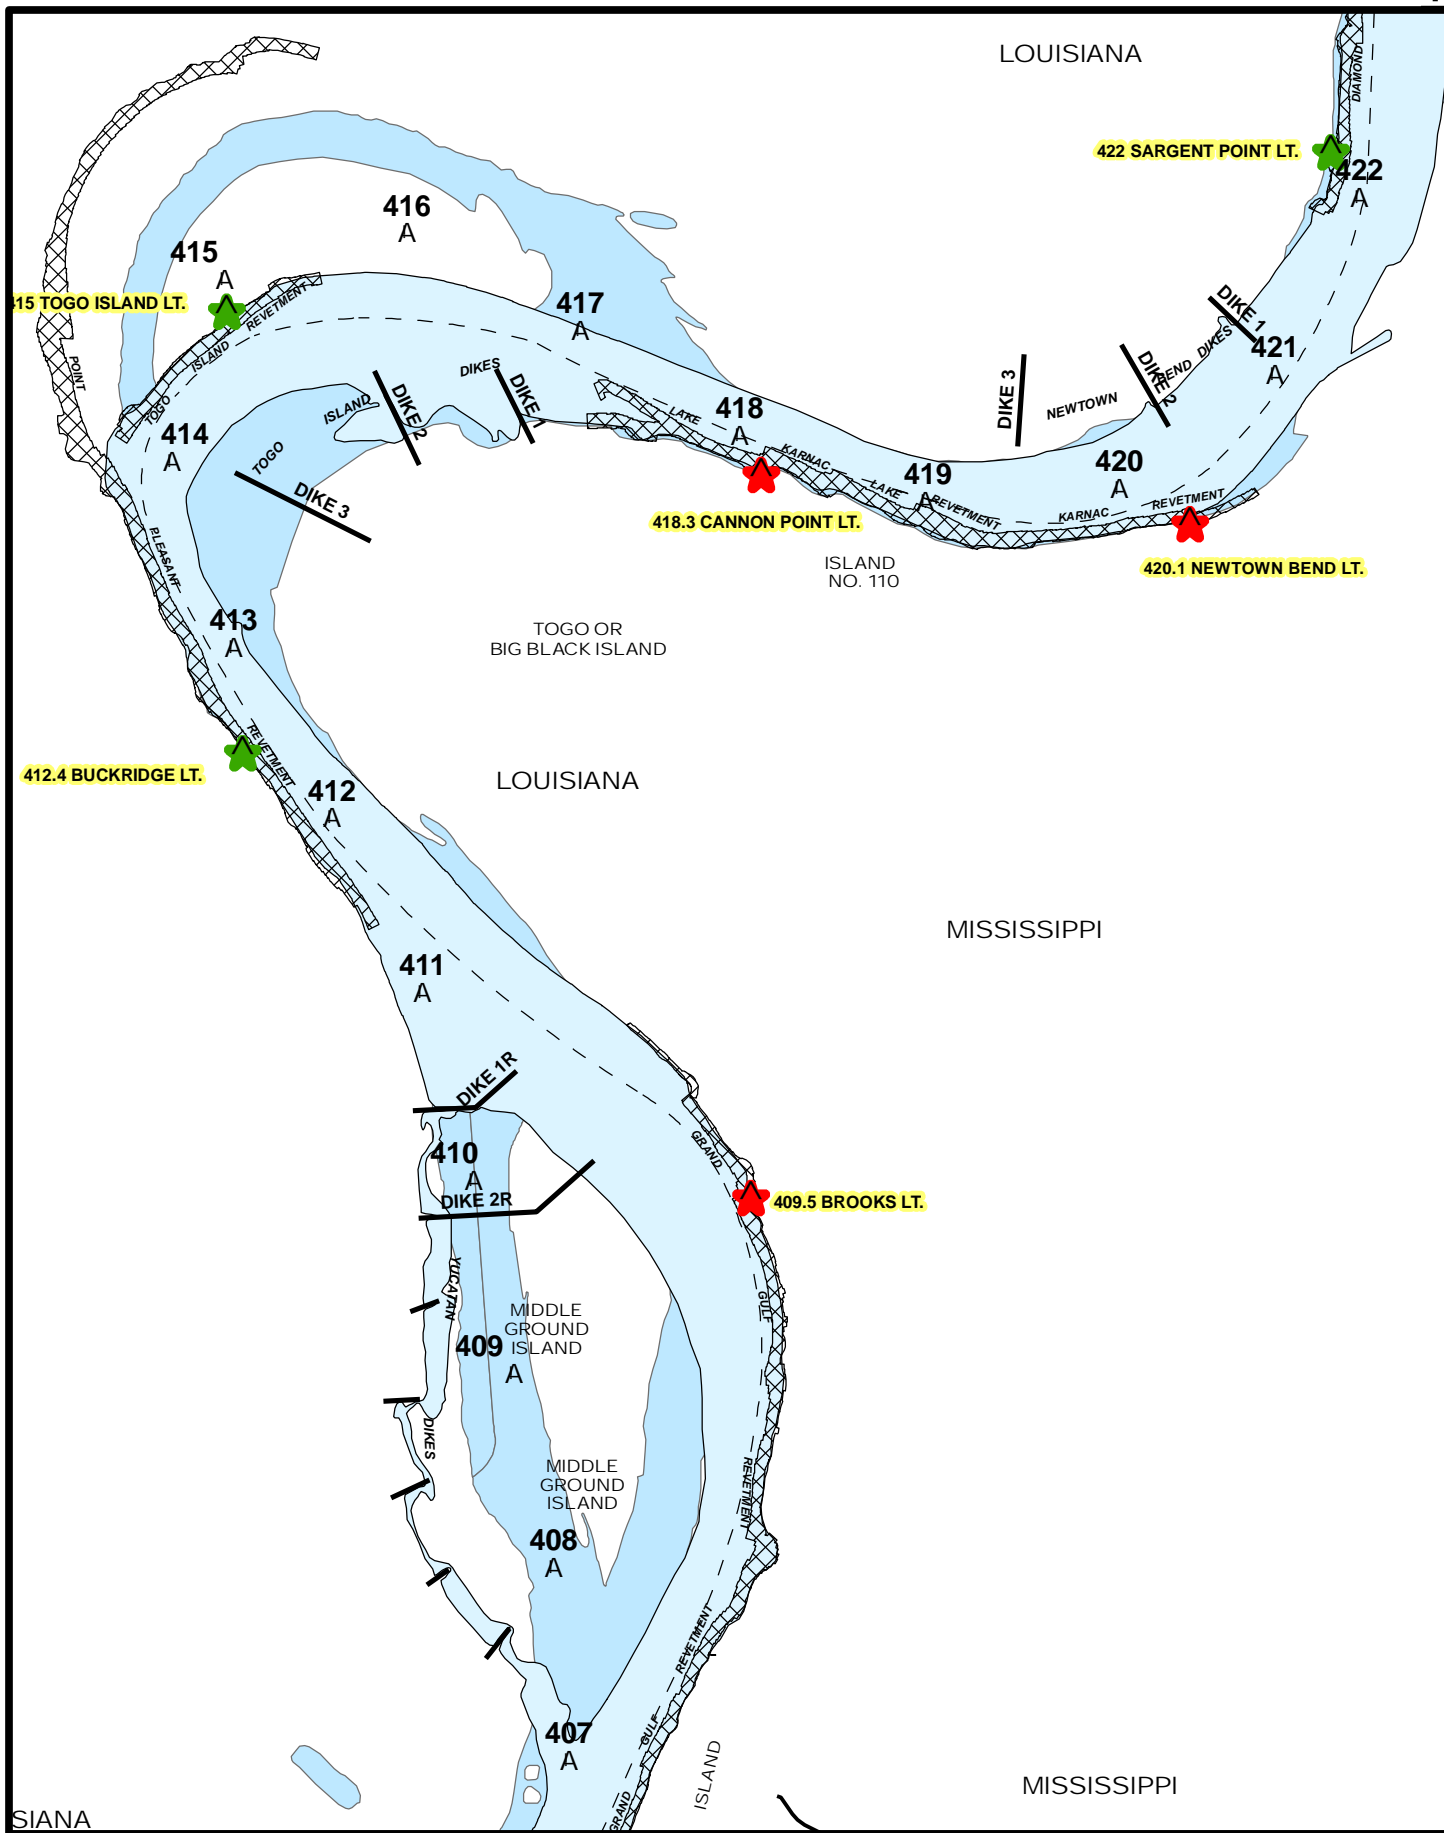 LOUISIANA
DIAMOND
422 SARGENT POINT LT.
422
A
416
A
415
A
415 TOGO ISLAND LT.
REVETMENT
ISLAND
TOGO
417
A
POINT
DIKES
DIKE 1
DIKE 2
ISLAND
TOGO
DIKE 3
414
A
418
A
LAKE
KARNAC
LAKE
REVETMENT
419
A
KARNAC
REVETMENT
420
A
DIKE 3
NEWTOWN
BEND
DIKES
DIKE 2
DIKE 1
421
A
418.3 CANNON POINT LT.
420.1 NEWTOWN BEND LT.
ISLAND
NO. 110
PLEASANT
413
A
TOGO OR
BIG BLACK ISLAND
REVETMENT
412.4 BUCKRIDGE LT.
412
A
LOUISIANA
MISSISSIPPI
411
A
DIKE 1R
410
A
DIKE 2R
GRAND
409.5 BROOKS LT.
YUCATAN
GULF
MIDDLE
GROUND
ISLAND
409
A
DIKES
MIDDLE
GROUND
ISLAND
REVETMENT
408
A
REVETMENT
407
A
GULF
GRAND
ISLAND
MISSISSIPPI
SIANA